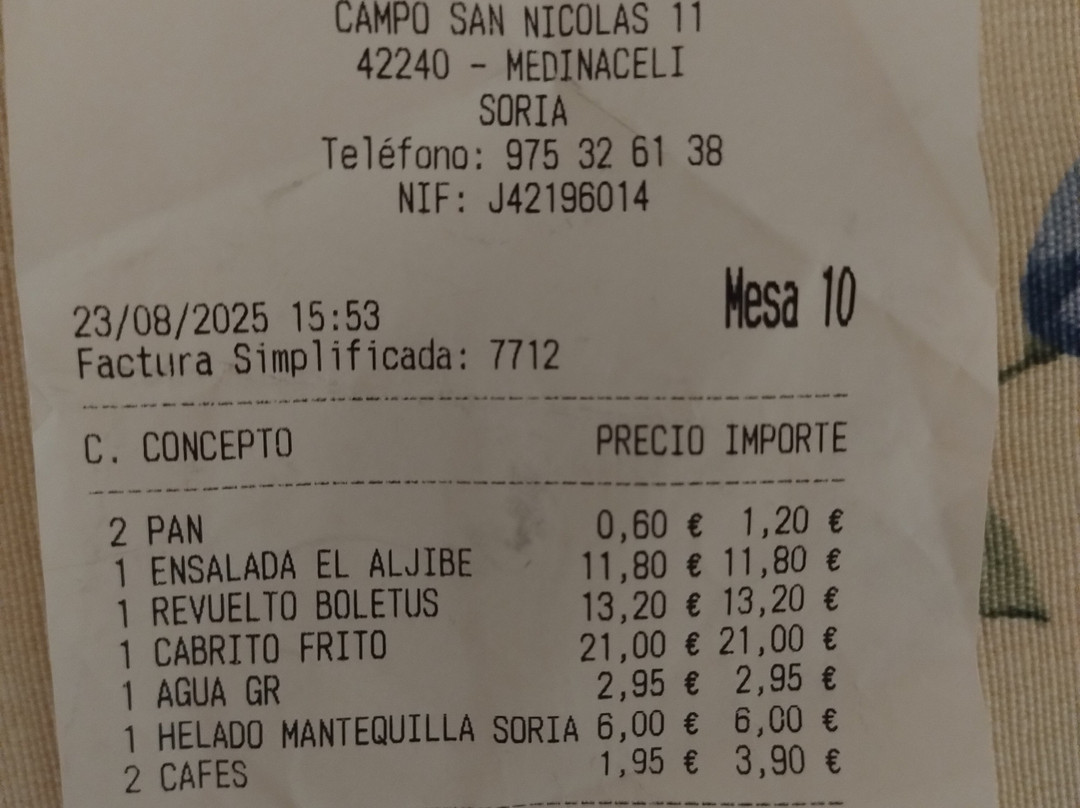 CAMPO SAN NICOLAS 11
42240 - MEDINACELI
SORIA
Teléfono: 975 32 61 38
NIF: J42196014
Mesa 10
23/08/2025 15:53
Factura Simplificada: 7712
C. CONCEPTO PRECIO IMPORTE
2 PAN 0,60 € 1,20 €
1 ENSALADA EL ALJIBE 11,80 € 11,80 €
1 REVUELTO BOLETUS 13,20 € 13,20 €
1 CABRITO FRITO 21,00 € 21,00 €
1 AGUA GR 2,95 € 2,95 €
1 HELADO MANTEQUILLA SORIA 6,00 € 6,00 €
2 CAFES 1,95 € 3,90 €